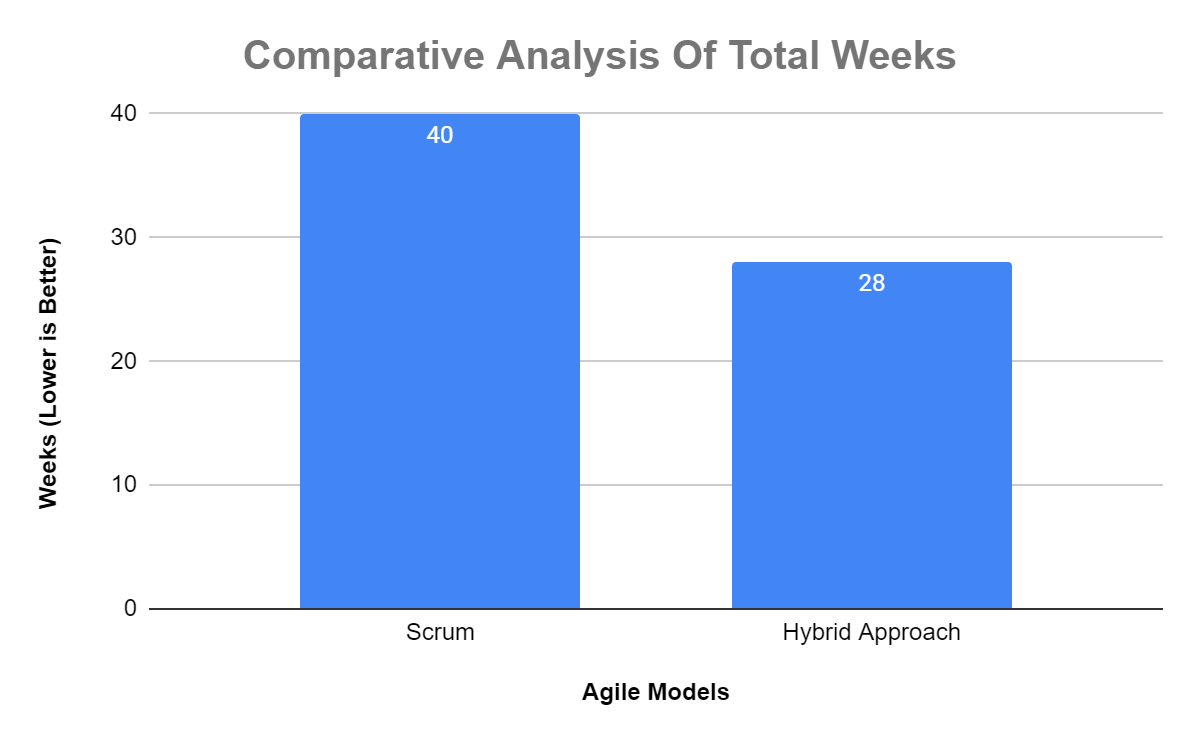 Comparative Analysis Of Total Weeks
Weeks (Lower is Better)
40
30
20
10
0
40
28
Scrum
Hybrid Approach
Agile Models